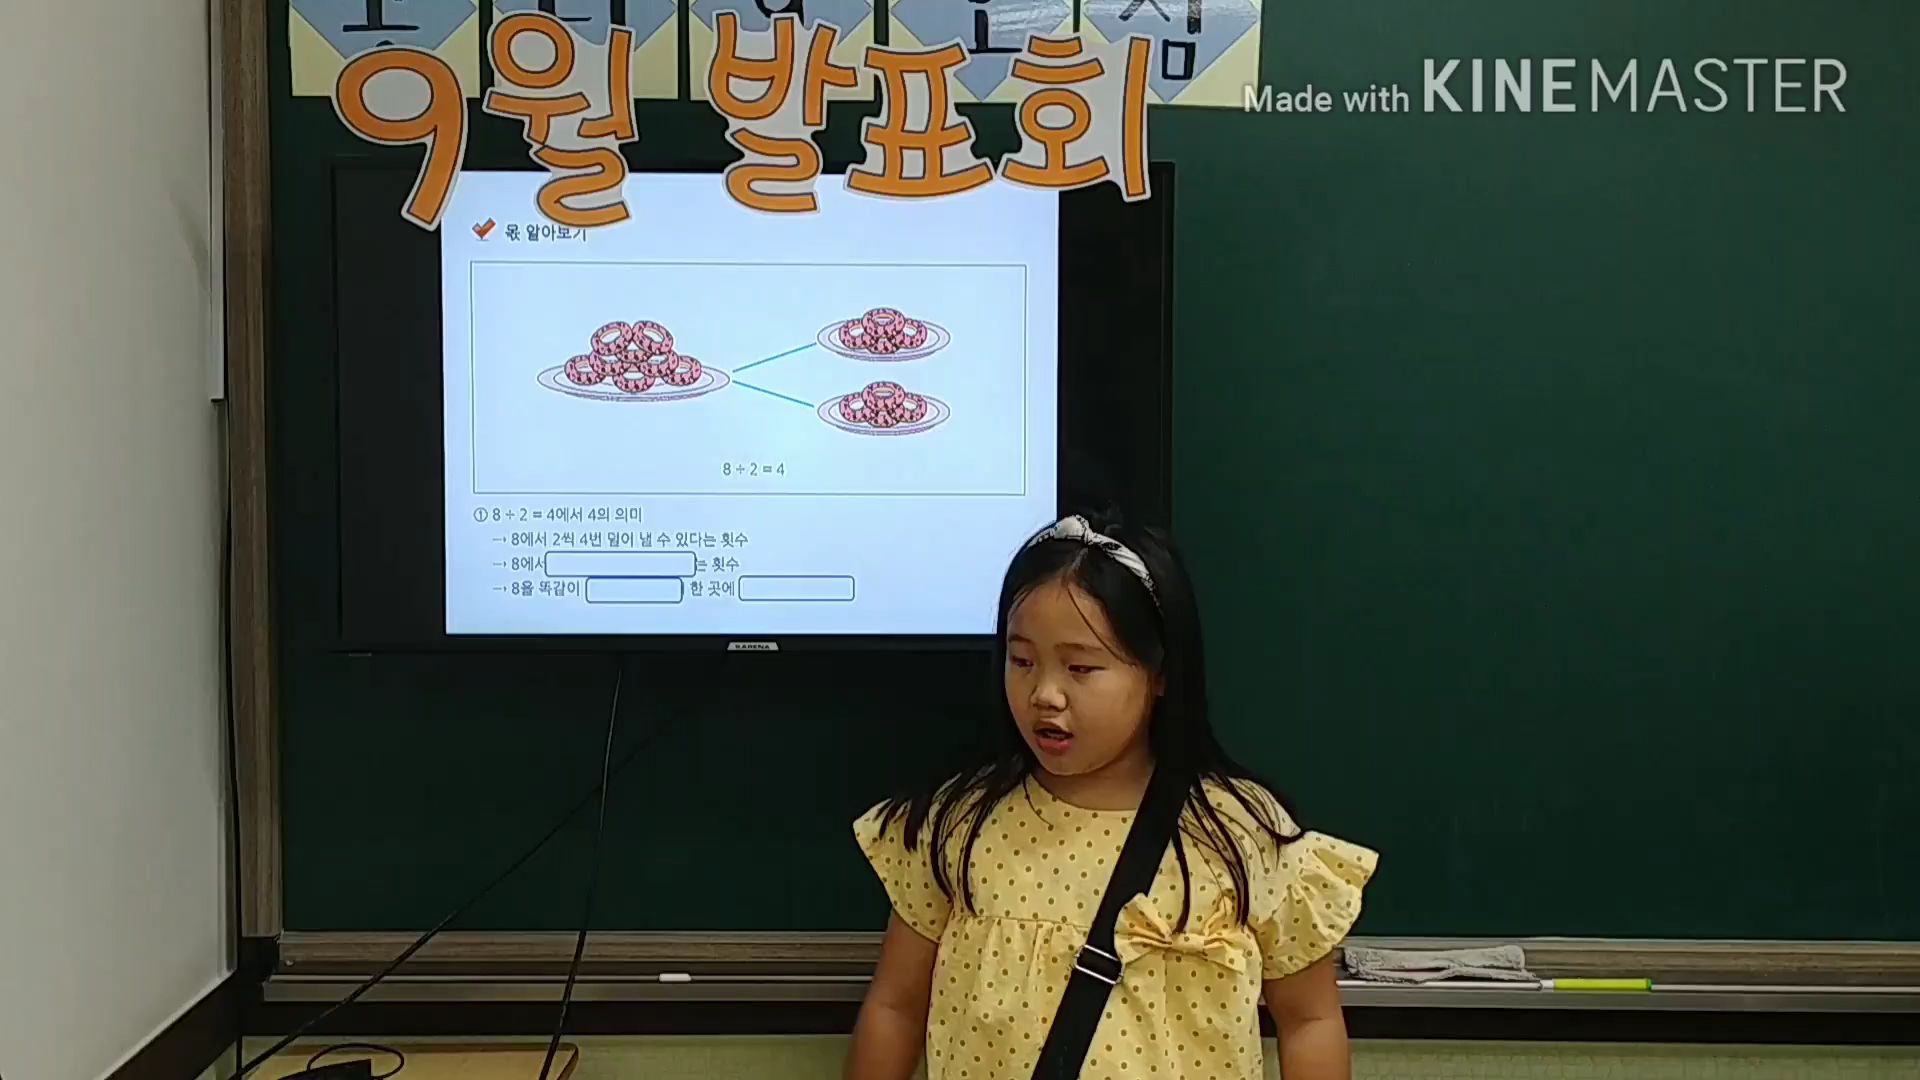 9월 발표회
Made with KINEMASTER
몫 알아보기
8 ÷ 2 = 4
① 8 ÷ 2 = 4에서 4의 의미
→ 8에서 2씩 4번 덜어 낼 수 있다는 횟수
→ 8에서 는 횟수
→ 8을 똑같이 한 곳에
KARENA